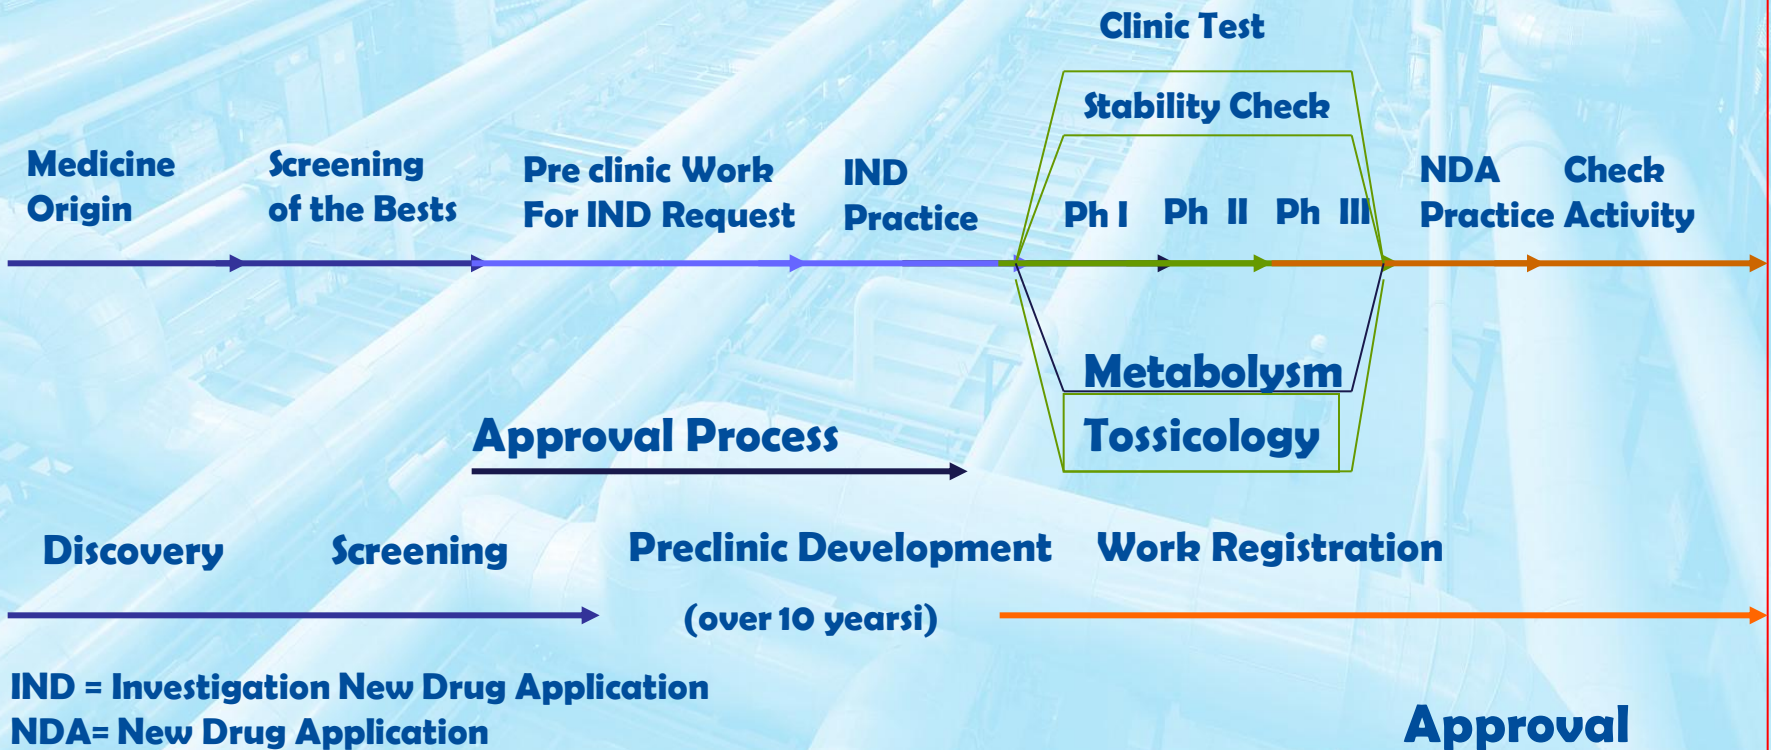 Clinic Test
Stability Check
Medicine
Origin
Screening
of the Bests
Pre clinic Work
For IND Request
IND
Practice
Ph I
Ph II
Ph III
NDA
Practice
Check
Activity
Metabolysm
Tossicology
Approval Process
Discovery
Screening
Preclinic Development
Work Registration
(over 10 yearsi)
IND = Investigation New Drug Application
NDA= New Drug Application
Approval